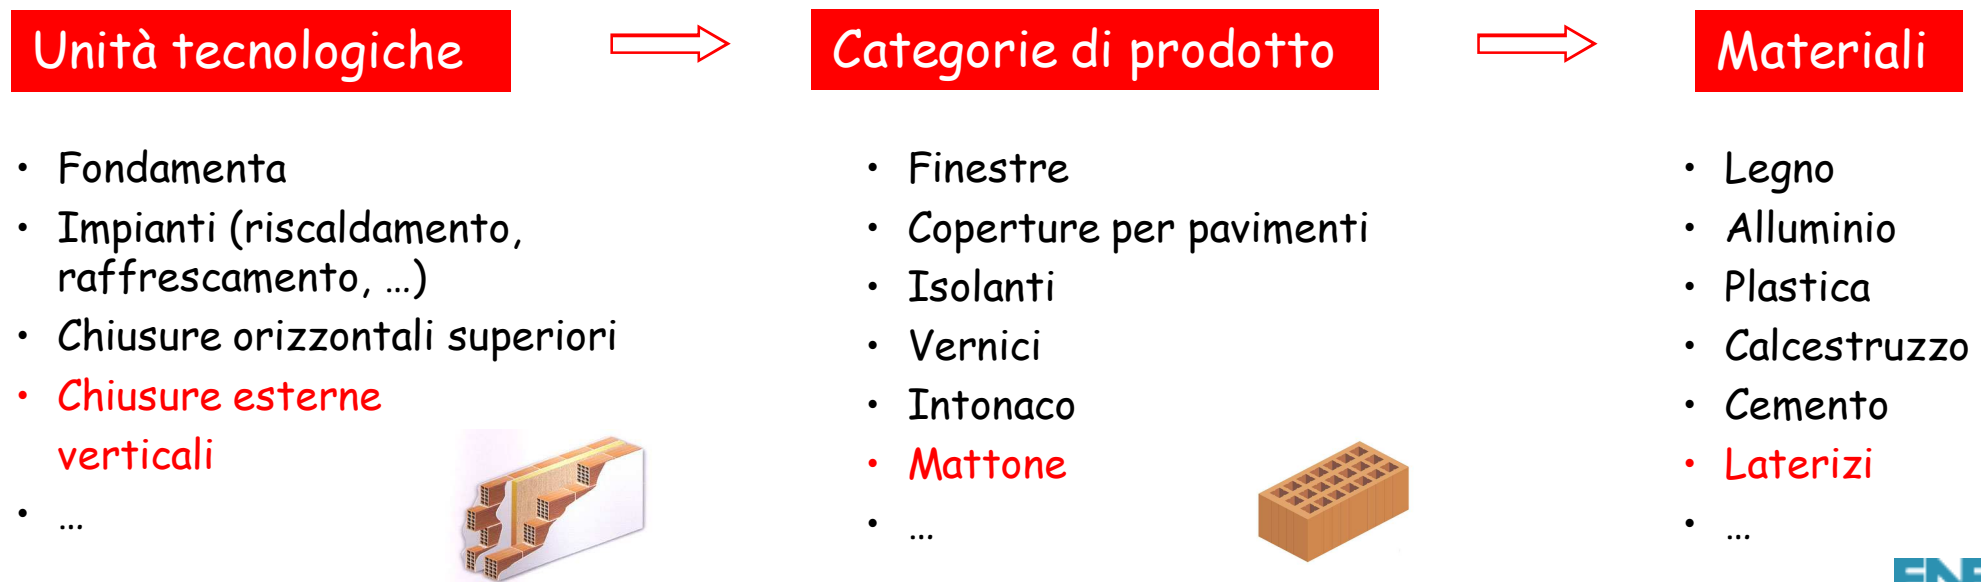 Unità tecnologiche
• Fondamenta
• Impianti (riscaldamento,
raffrescamento, …)
• Chiusure orizzontali superiori
• Chiusure esterne
verticali
• …
Categorie di prodotto
• Finestre
• Coperture per pavimenti
• Isolanti
• Vernici
• Intonaco
• Mattone
• …
Materiali
• Legno
• Alluminio
• Plastica
• Calcestruzzo
• Cemento
• Laterizi
• …